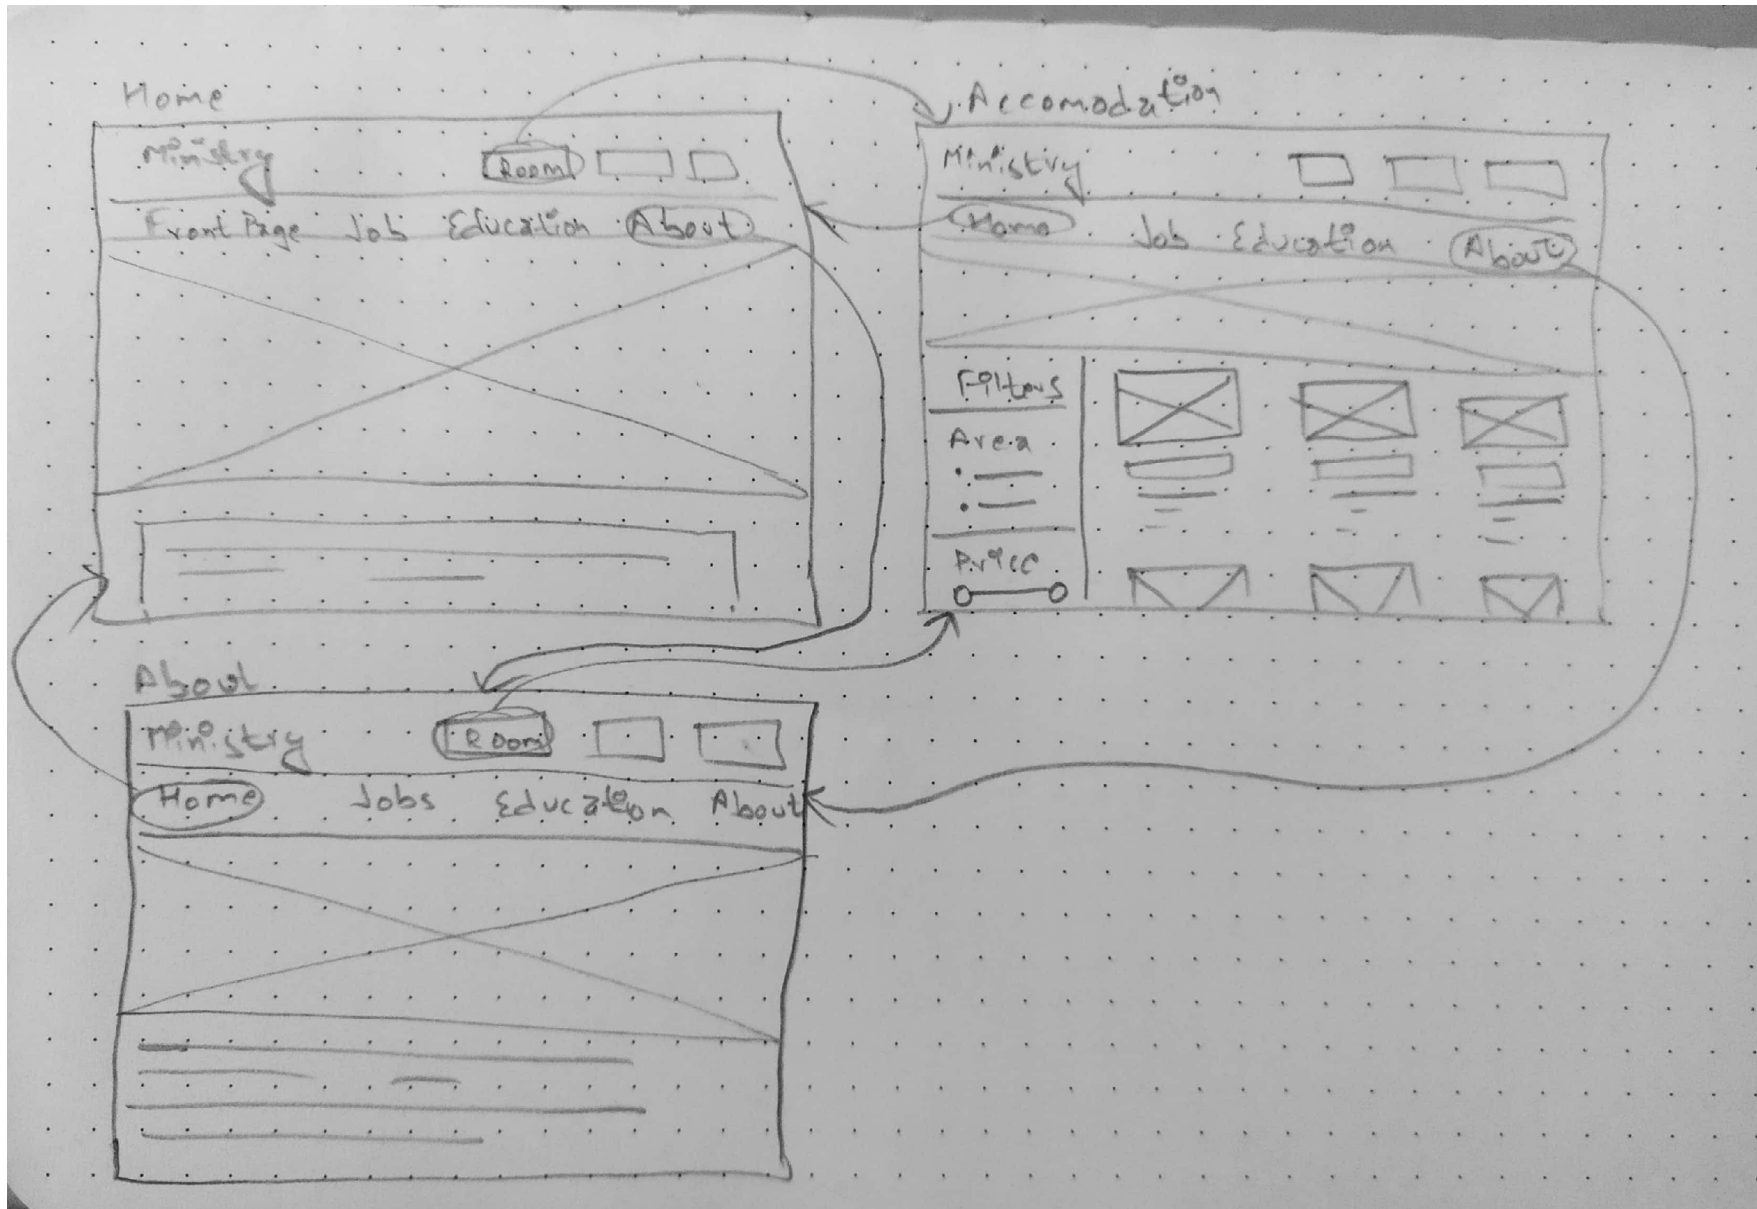 Home
Ministry Room
Front Page Job Education About
Accomodation
Ministry
Home Job Education About
Filters
Area
Price
About
Ministry Room
Home Jobs Education About